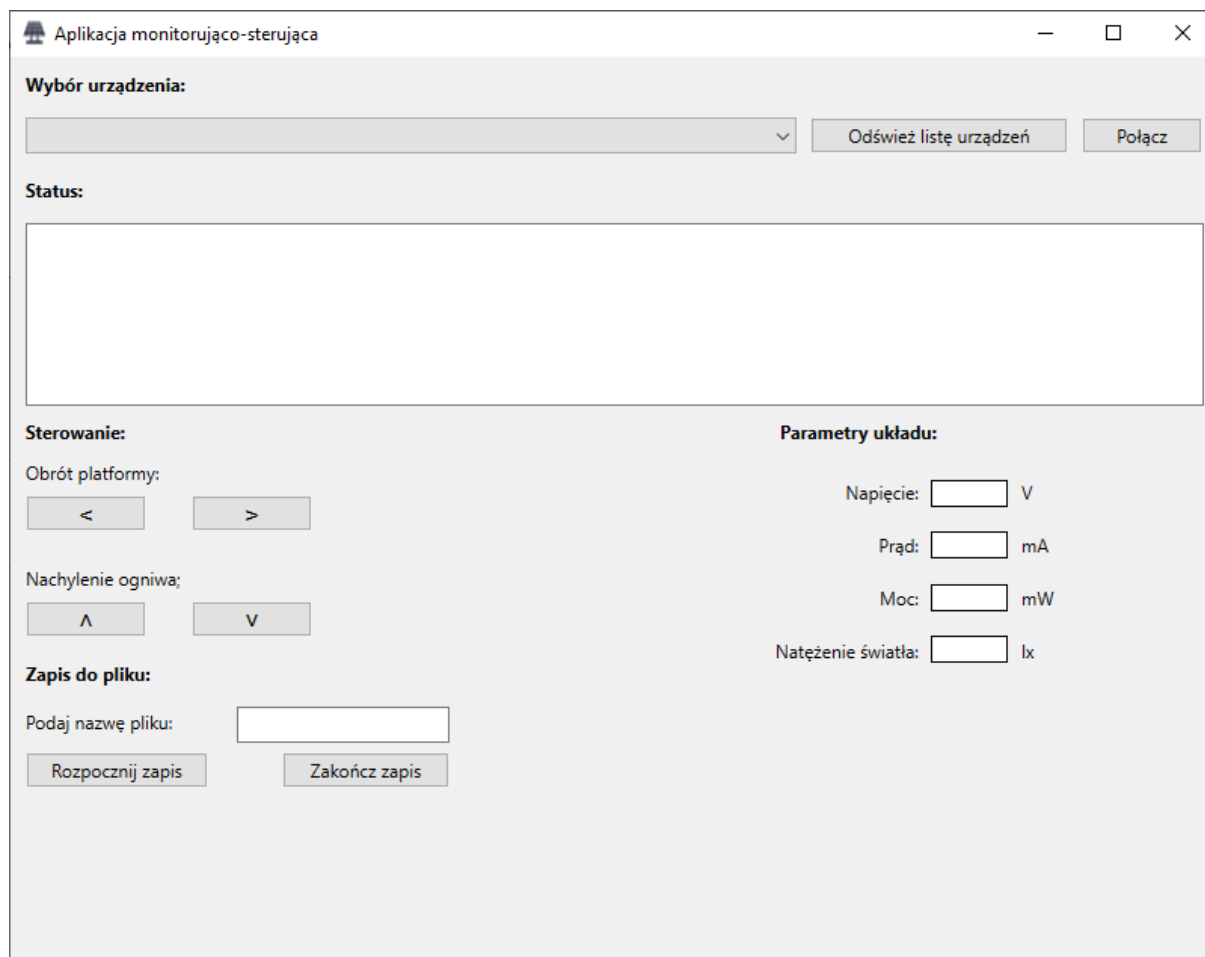 Aplikacja monitorująco-sterująca
Wybór urządzenia:
Odśwież listę urządzeń Połącz
Status:
Sterowanie:
Obrót platformy:
< >
Nachylenie ogniwa;
ʌ v
Zapis do pliku:
Podaj nazwę pliku:
Rozpocznij zapis Zakończ zapis
Parametry układu:
Napięcie: V
Prąd: mA
Moc: mW
Natężenie światła: lx